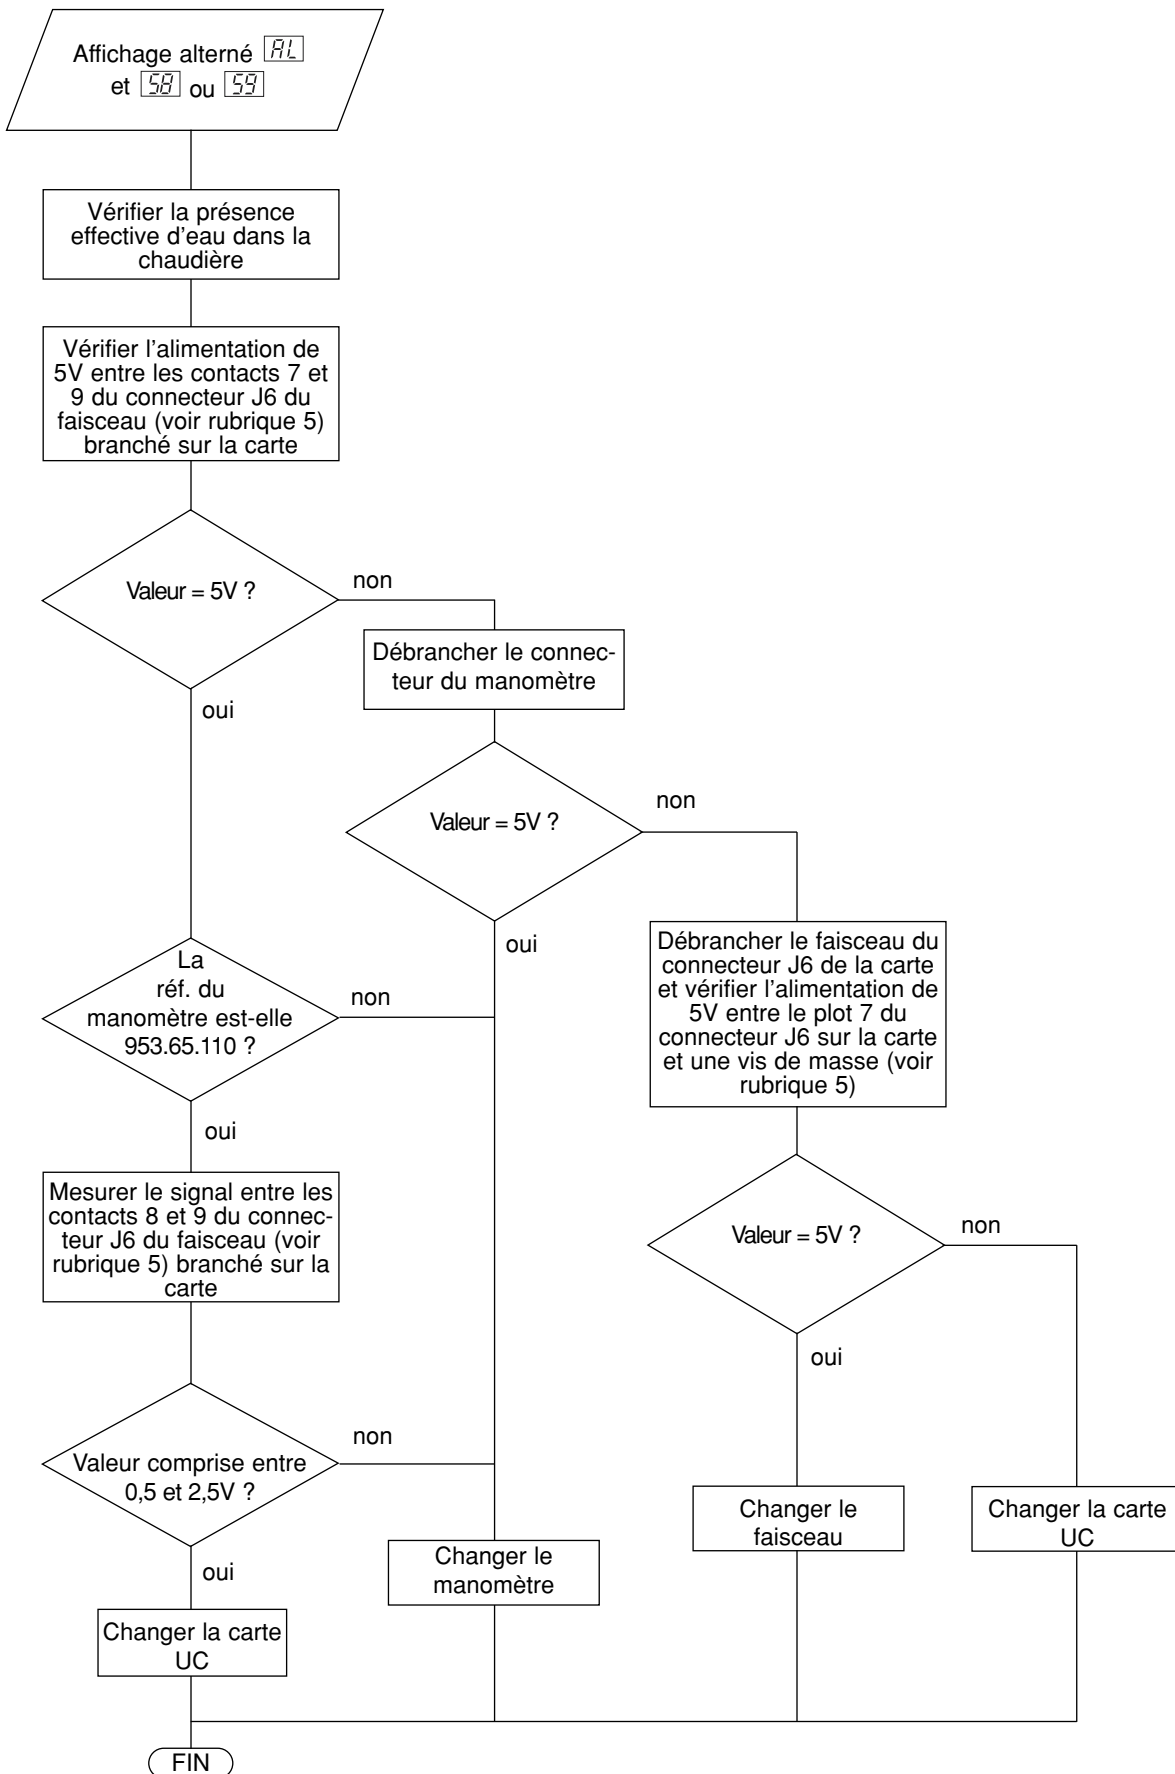 Affichage alterné AL
et 58 ou 59
Vérifier la présence
effective d'eau dans la
chaudière
Vérifier l'alimentation de
5V entre les contacts 7 et
9 du connecteur J6 du
faisceau (voir rubrique 5)
branché sur la carte
Valeur = 5V ?
non
oui
Débrancher le connec-
teur du manomètre
Valeur = 5V ?
non
oui
Débrancher le faisceau du
connecteur J6 de la carte
et vérifier l'alimentation de
5V entre le plot 7 du
connecteur J6 sur la carte
et une vis de masse (voir
rubrique 5)
La
réf. du
manomètre est-elle
953.65.110 ?
non
oui
Mesurer le signal entre les
contacts 8 et 9 du connec-
teur J6 du faisceau (voir
rubrique 5) branché sur la
carte
Valeur = 5V ?
non
oui
Valeur comprise entre
0,5 et 2,5V ?
non
oui
Changer le
faisceau
Changer la carte
UC
Changer le
manomètre
Changer la carte
UC
FIN